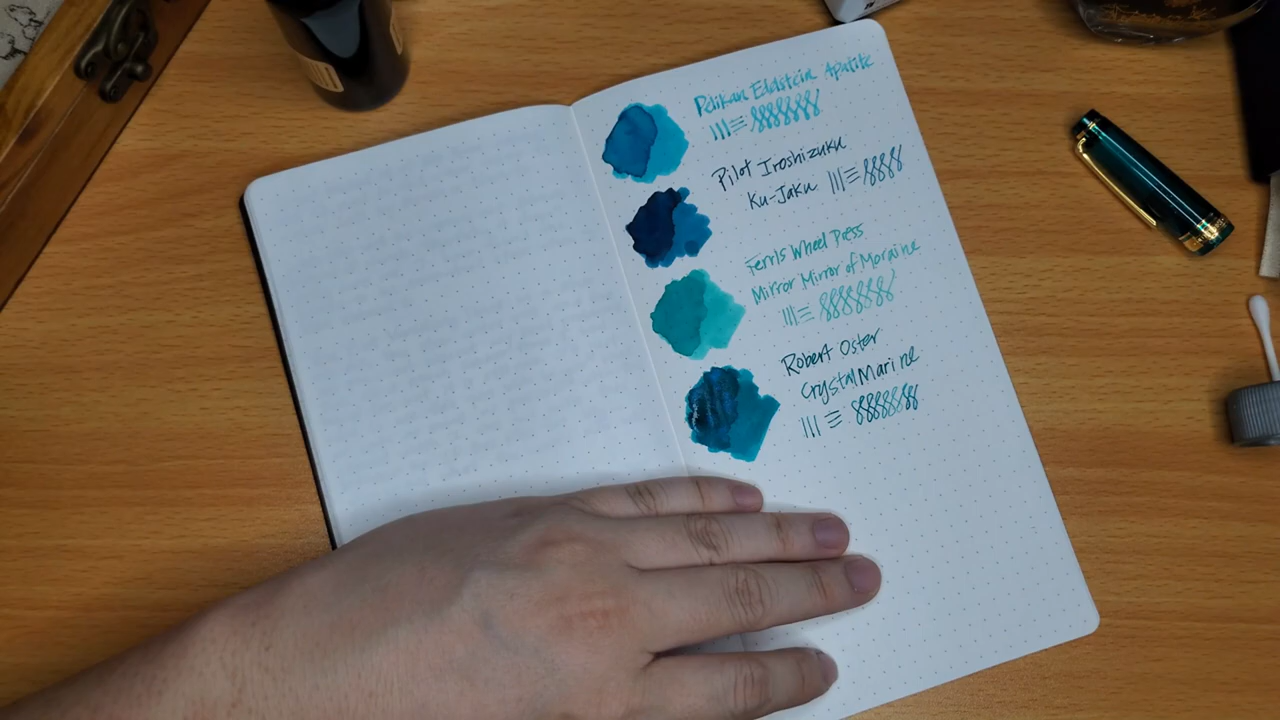 Pelikan Edelstein Apatite
Pilot Iroshizuku
Ku-Jaku
Ferris Wheel Press
Mirror Mirror of Moraine
Robert Oster
Crystal Marine